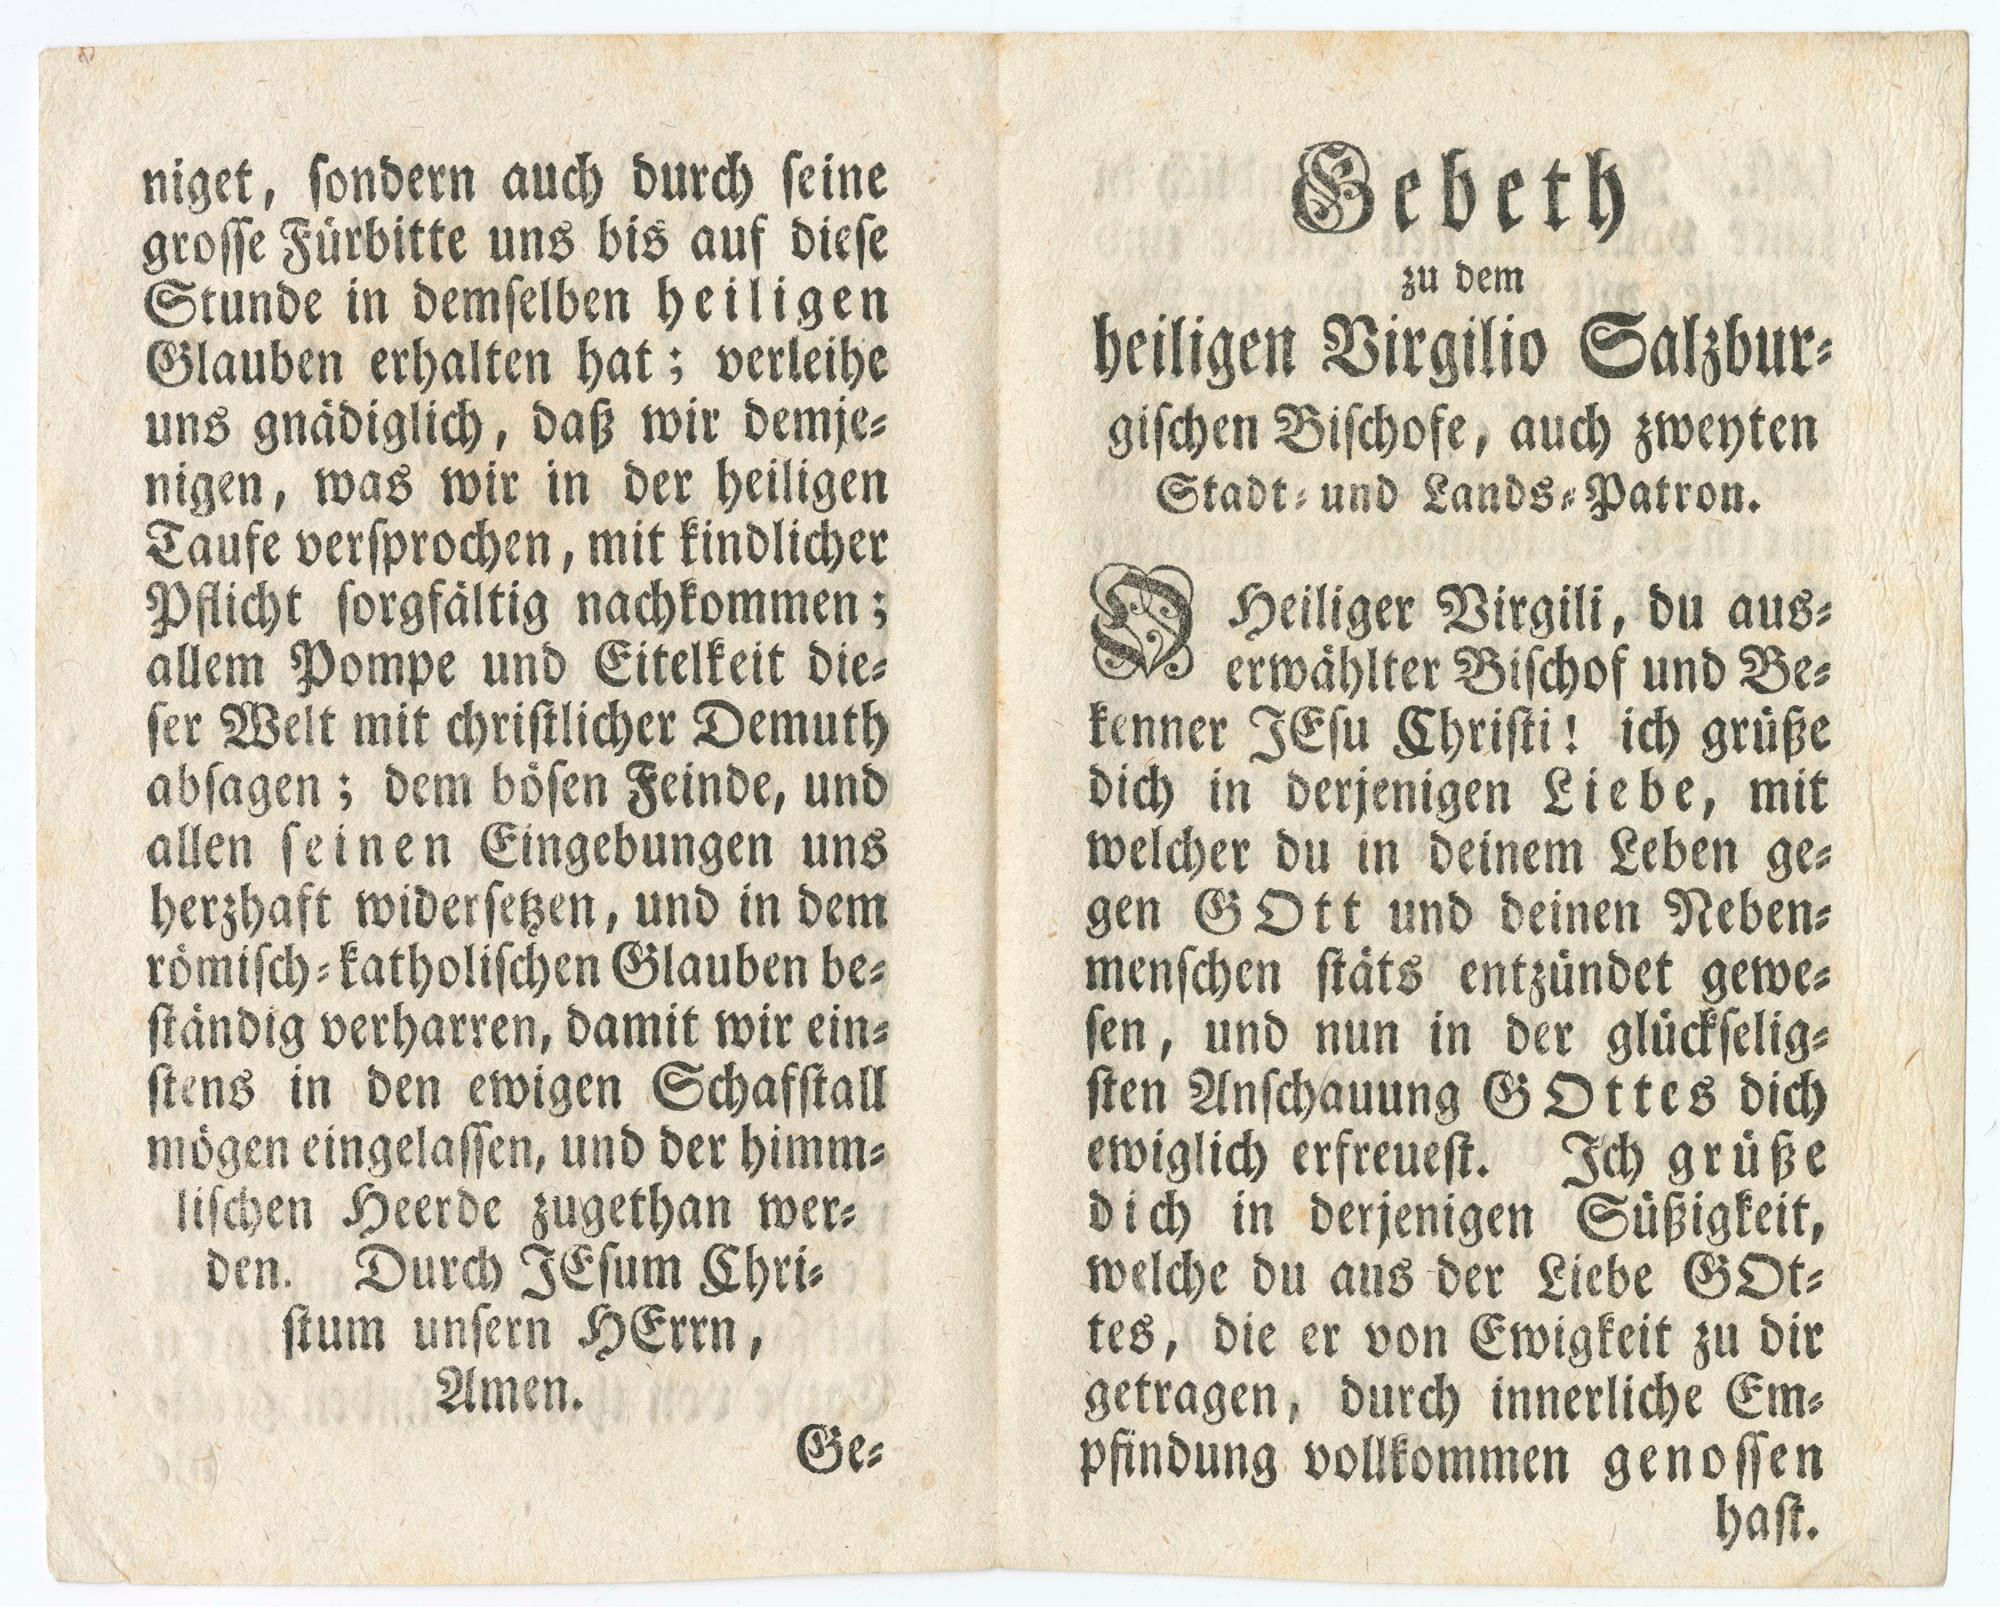 niget, sondern auch durch seine
grosse Fürbitte uns bis auf diese
Stunde in demselben heiligen
Glauben erhalten hat; verleihe
uns gnädiglich, daß wir demje-
nigen, was wir in der heiligen
Taufe versprochen, mit kindlicher
Pflicht sorgfältig nachkommen;
allem Pompe und Eitelkeit die-
ser Welt mit christlicher Demuth
absagen; dem bösen Feinde, und
allen seinen Eingebungen uns
herzhaft widersetzen, und in dem
römisch-katholischen Glauben be-
ständig verharren, damit wir ein-
stens in den ewigen Schafstall
mögen eingelassen, und der himm-
lischen Heerde zugethan wer-
den. Durch JEsum Chri-
stum unsern HErrn,
Amen.
Ge-
Gebeth
zu dem
heiligen Virgilio Salzbur-
gischen Bischofe, auch zweyten
Stadt- und Lands-Patron.
O Heiliger Virgili, du aus-
erwählter Bischof und Be-
kenner JEsu Christi! ich grüße
dich in derjenigen Liebe, mit
welcher du in deinem Leben ge-
gen GOtt und deinen Neben-
menschen stäts entzündet gewe-
sen, und nun in der glückselig-
sten Anschauung GOttes dich
ewiglich erfreuest. Ich grüße
dich in derjenigen Süßigkeit,
welche du aus der Liebe GOt-
tes, die er von Ewigkeit zu dir
getragen, durch innerliche Em-
pfindung vollkommen genossen
hast.